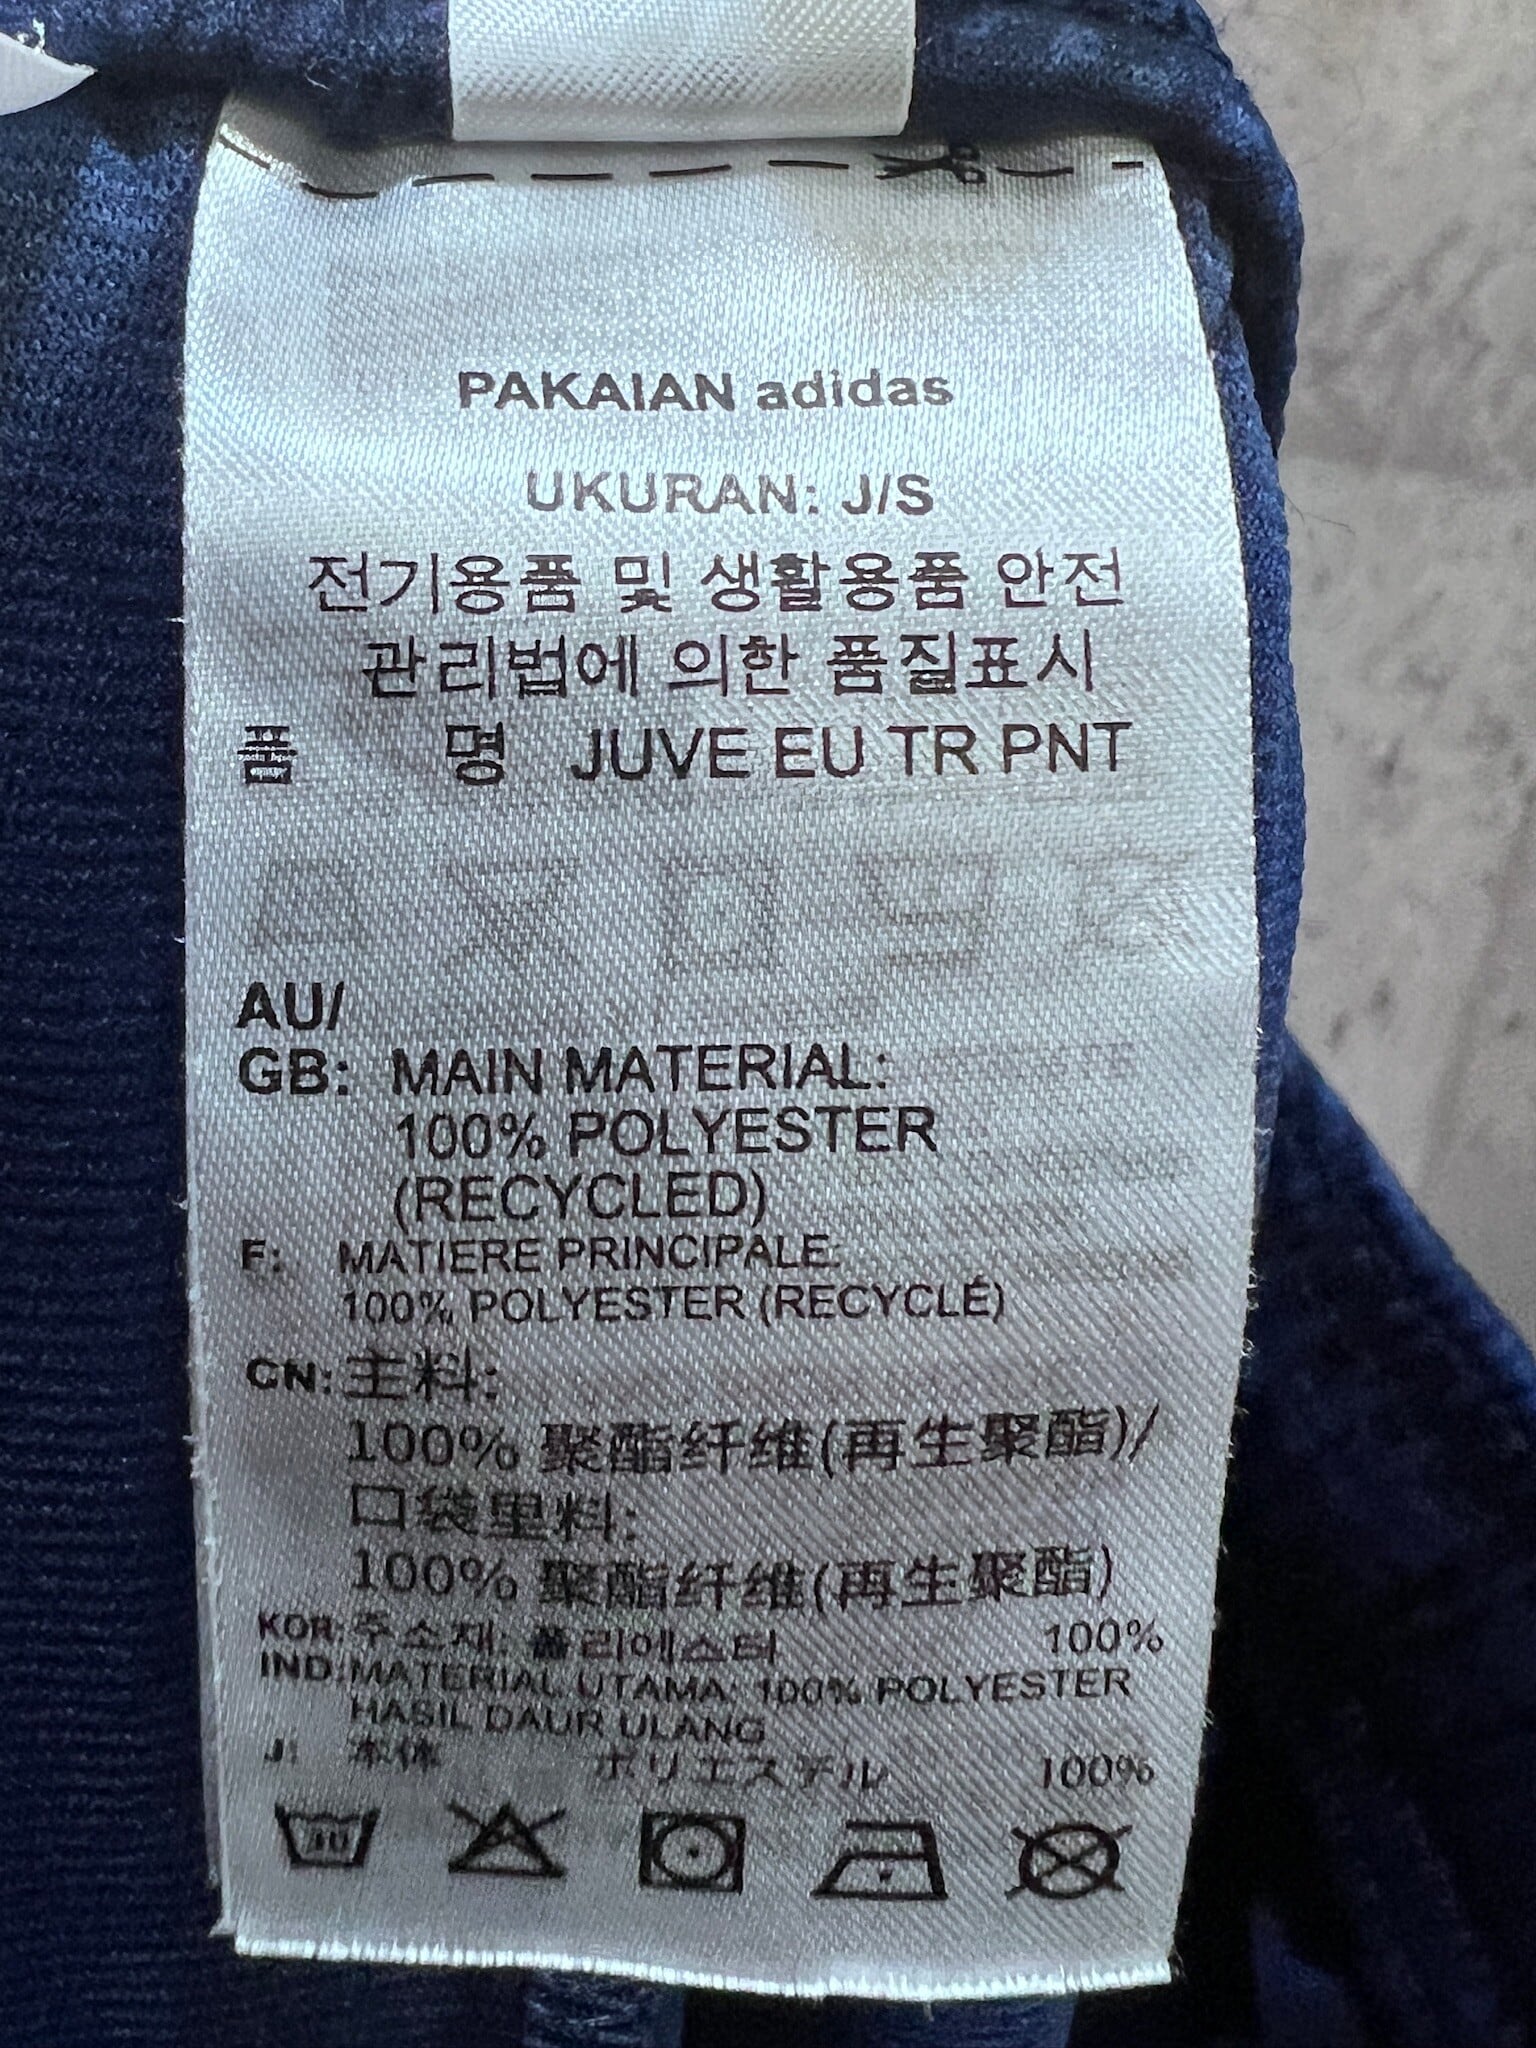 PAKAIAN adidas
UKURAN: J/S
전기용품 및 생활용품 안전
관리법에 의한 품질표시
품 명 JUVE EU TR PNT
AU/
GB: MAIN MATERIAL:
100% POLYESTER
(RECYCLED)
F: MATIERE PRINCIPALE:
100% POLYESTER (RECYCLÉ)
CN: 主料:
100% 聚酯纤维(再生聚酯)/
口袋里料:
100% 聚酯纤维(再生聚酯)
KOR: 주소재: 폴리에스터 100%
IND: MATERIAL UTAMA: 100% POLYESTER
HASIL DAUR ULANG
J: 本体 ポリエステル 100%